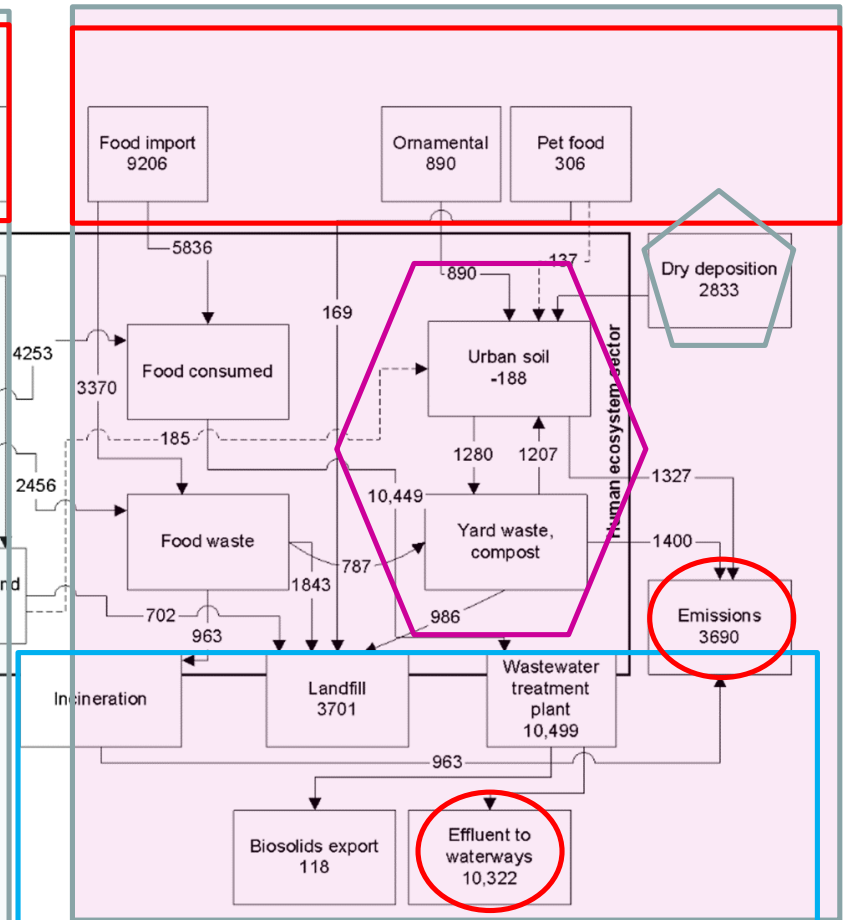 Food import
9206
Ornamental
890
Pet food
306
5836
890
137
Dry deposition
2833
169
4253
Food consumed
3370
Urban soil
-188
Human ecosystem sector
185
2456
1280
1207
1327
10,449
Food waste
Yard waste,
compost
1400
787
1843
nd
702
963
986
Emissions
3690
Incineration
Landfill
3701
Wastewater
treatment
plant
10,499
963
Biosolids export
118
Effluent to
waterways
10,322